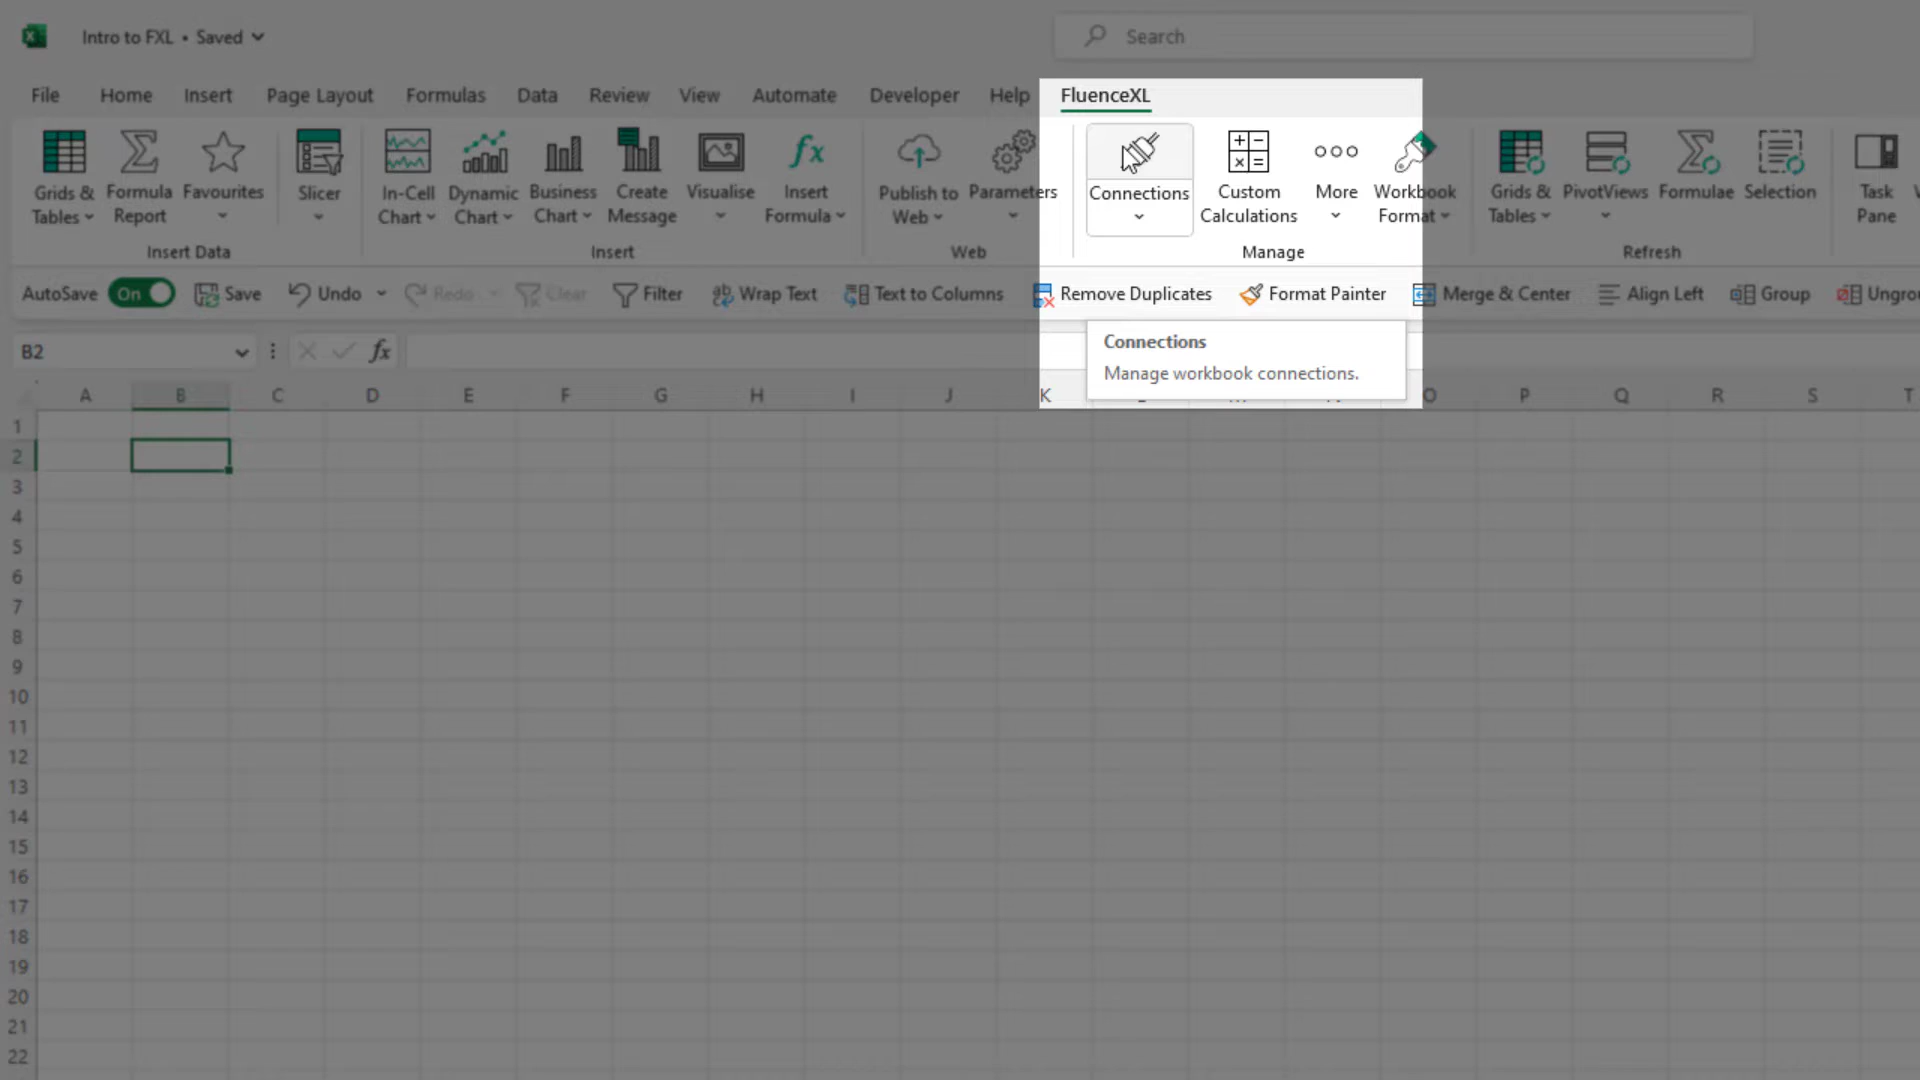 Intro to FXL • Saved
Search
File Home Insert Page Layout Formulas Data Review View Automate Developer Help FluenceXL
Grids & Tables
Formula Report
Favourites
Slicer
In-Cell Chart
Dynamic Chart
Business Chart
Create Message
Visualise
Insert Formula
Publish to Web
Parameters
Connections
Custom Calculations
More
Workbook Format
Grids & Tables
PivotViews
Formulae
Selection
Task Pane
Insert Data Insert Web Manage Refresh
AutoSave On Save Undo Redo Clear Filter Wrap Text Text to Columns Remove Duplicates Format Painter Merge & Center Align Left Group
B2 fx
Connections
Manage workbook connections.
A B C D E F G H I J K O P Q R S T
1
2
3
4
5
6
7
8
9
10
11
12
13
14
15
16
17
18
19
20
21
22